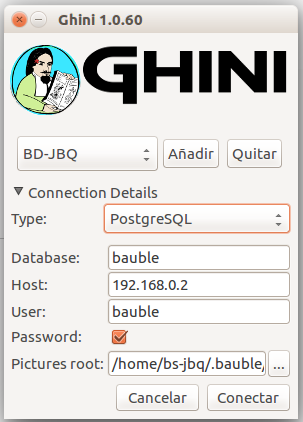 Ghini 1.0.60
GHINI
BD-JBQ Añadir Quitar
Connection Details
Type: PostgreSQL
Database: bauble
Host: 192.168.0.2
User: bauble
Password:
Pictures root: /home/bs-jbq/.bauble, ...
Cancelar Conectar